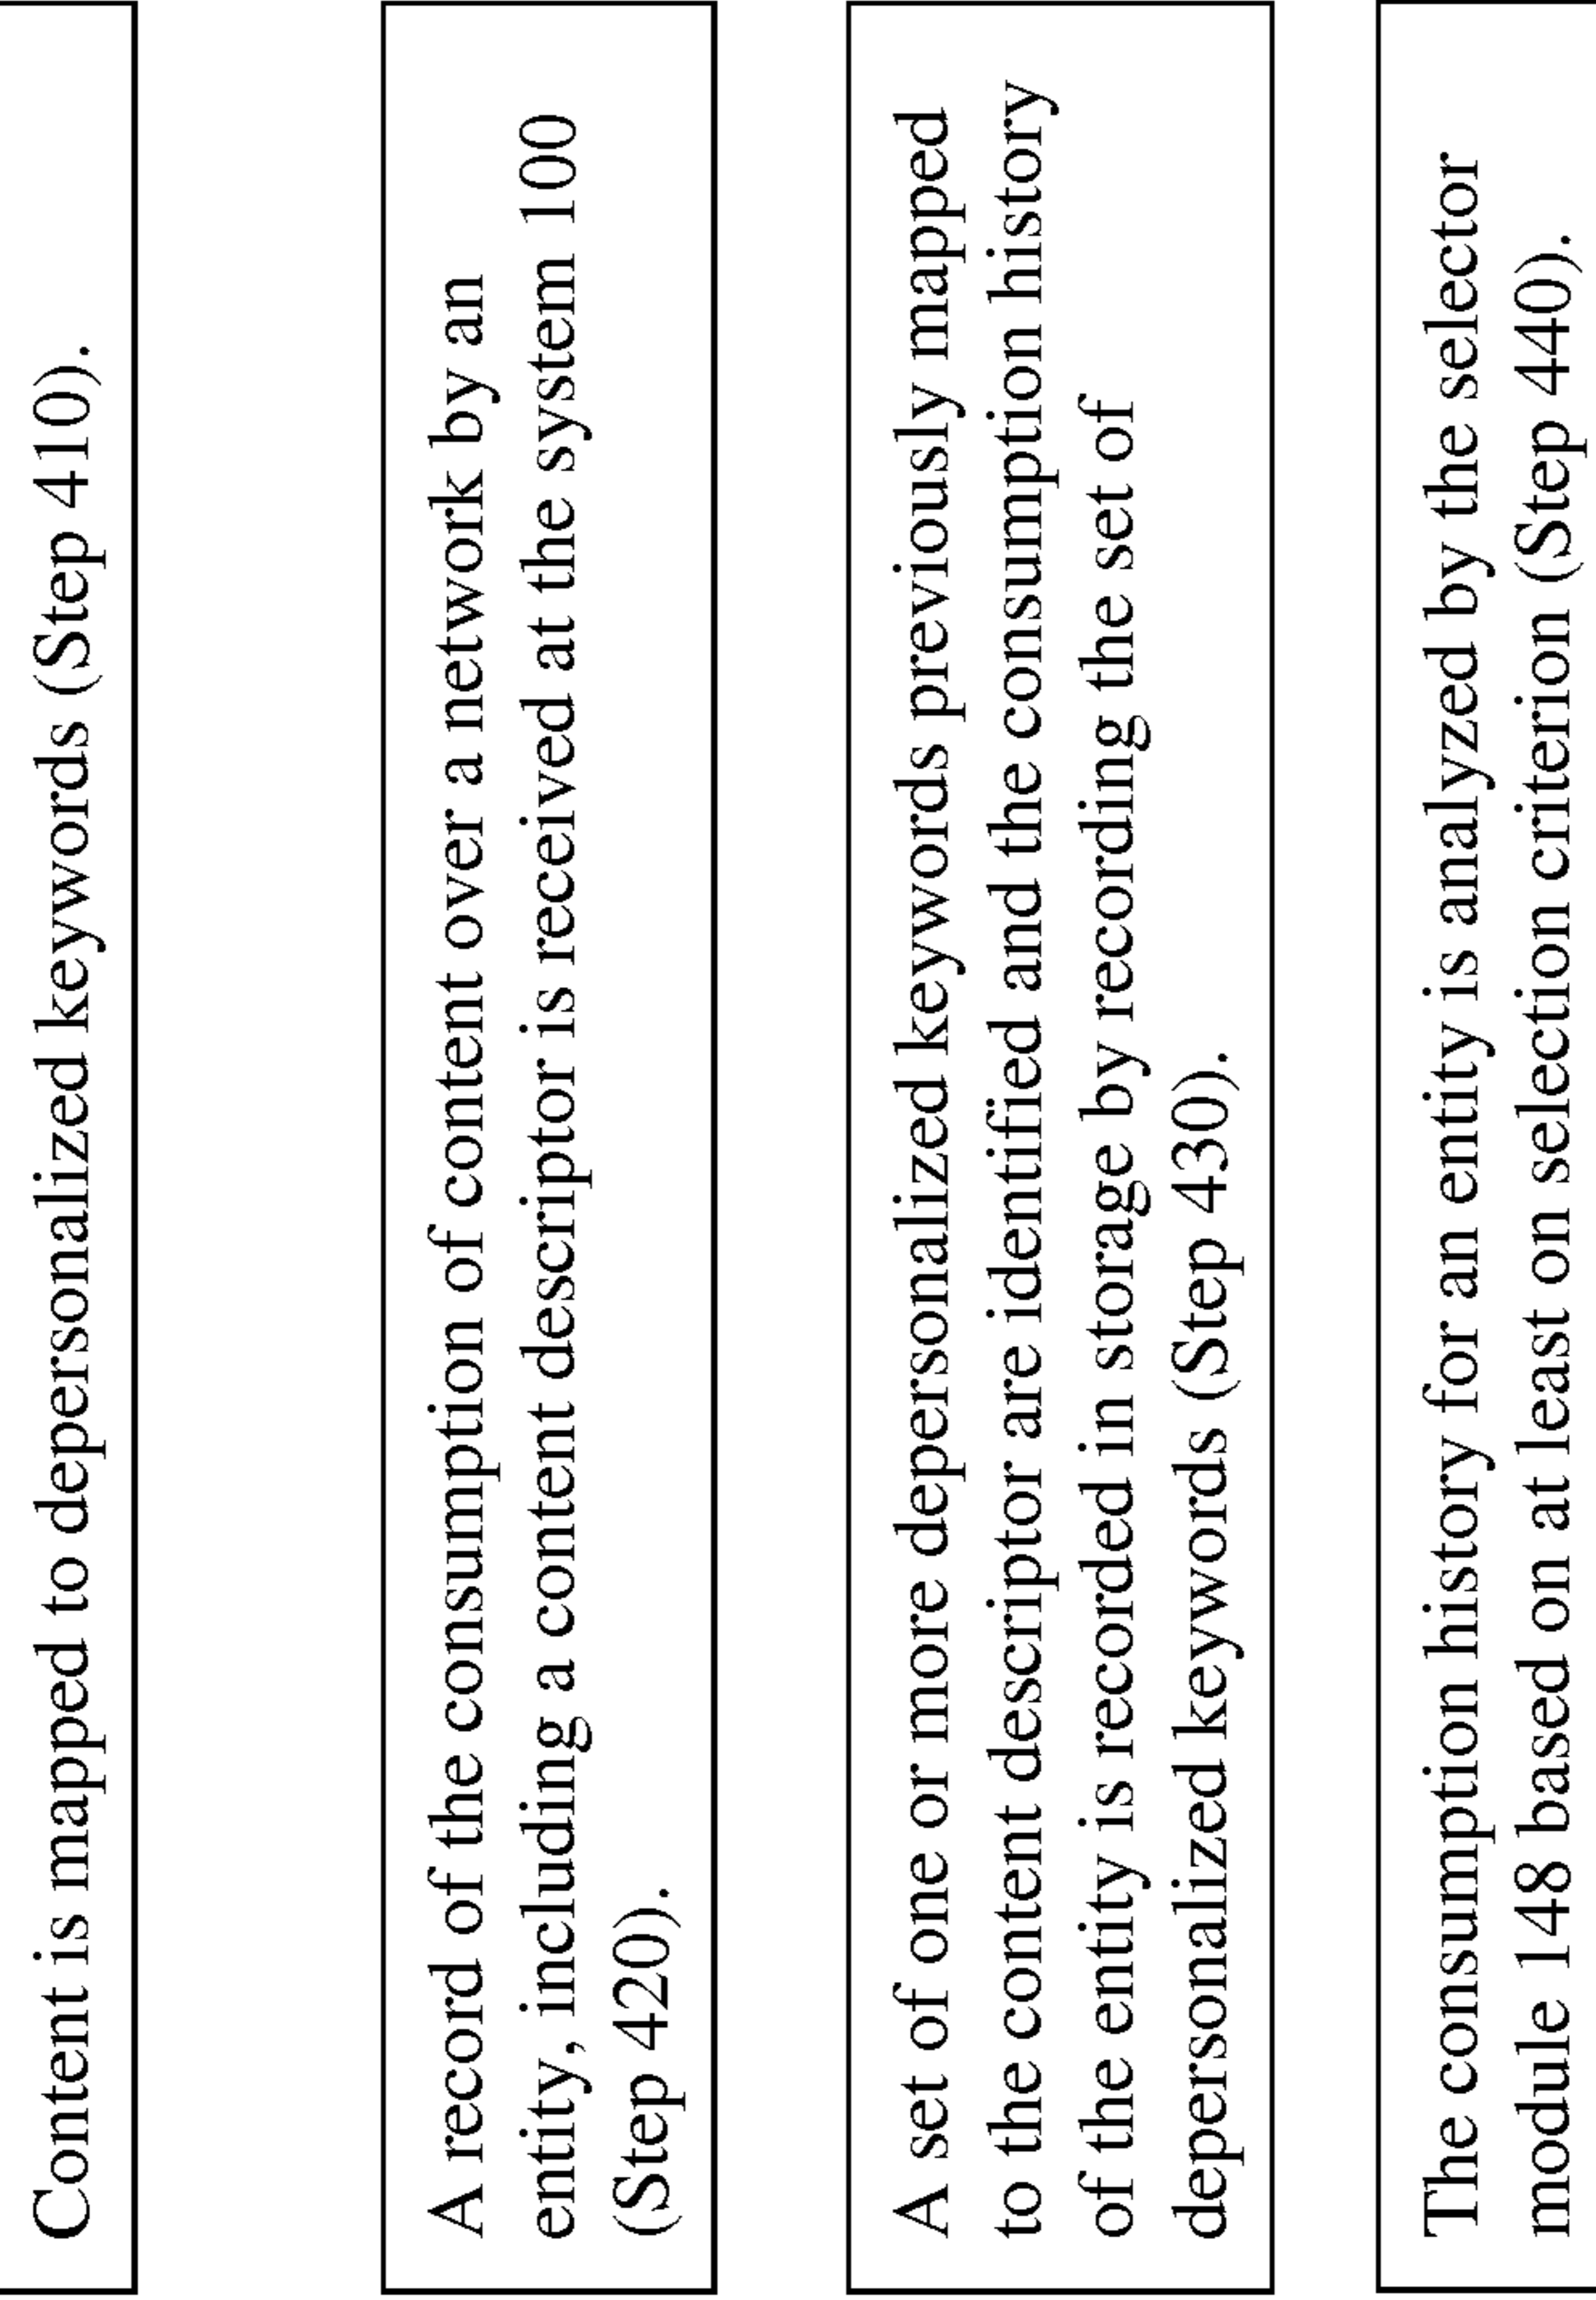 Content is mapped to depersonalized keywords (Step 410).
A record of the consumption of content over a network by an
entity, including a content descriptor is received at the system 100
(Step 420).
A set of one or more depersonalized keywords previously mapped
to the content descriptor are identified and the consumption history
of the entity is recorded in storage by recording the set of
depersonalized keywords (Step 430).
The consumption history for an entity is analyzed by the selector
module 148 based on at least on selection criterion (Step 440).